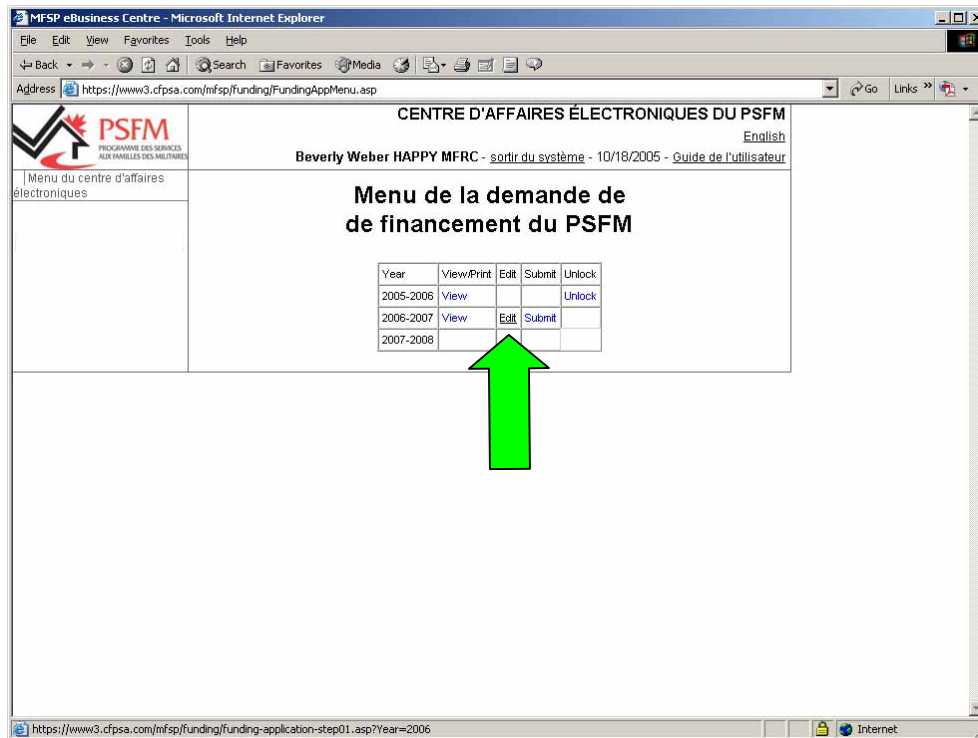 MFSP eBusiness Centre - Microsoft Internet Explorer
File Edit View Favorites Tools Help
Back Search Favorites Media
Address https://www3.cfpsa.com/mfsp/funding/FundingAppMenu.asp Go Links »
PSFM
PROGRAMME DES SERVICES
AUX FAMILLES DES MILITAIRES
CENTRE D'AFFAIRES ÉLECTRONIQUES DU PSFM
English
Beverly Weber HAPPY MFRC - sortir du système - 10/18/2005 - Guide de l'utilisateur
|Menu du centre d'affaires
électroniques
Menu de la demande de
de financement du PSFM
Year View/Print Edit Submit Unlock
2005-2006 View Unlock
2006-2007 View Edit Submit
2007-2008
https://www3.cfpsa.com/mfsp/funding/funding-application-step01.asp?Year=2006 Internet